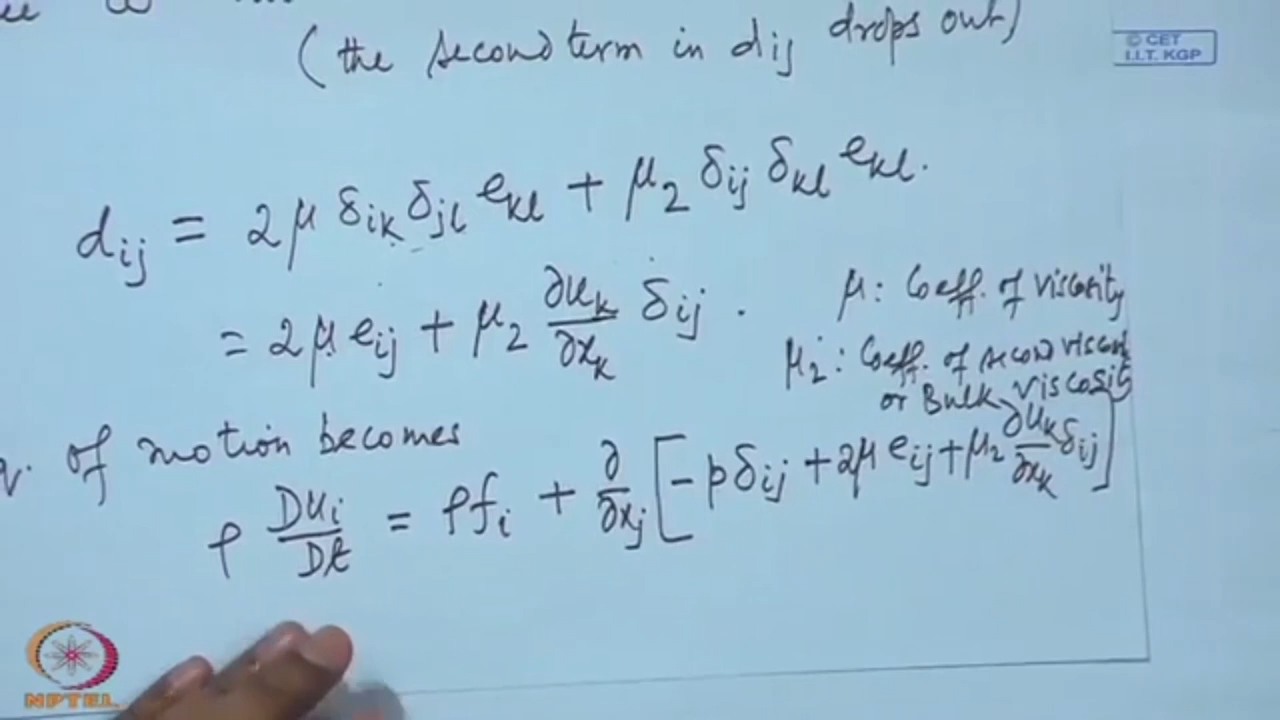 (the second term in dij drops out)
© CET
I.I.T. KGP
dij = 2μ δik δjl ekl + μ2 δij δkl ekl.
= 2μ eij + μ2 ∂uk/∂xk δij .
μ: Coeff. of viscosity
μ2: Coeff. of second viscosity
or Bulk viscosity
of motion becomes
ρ Dui/Dt = ρfi + ∂/∂xj [-pδij + 2μ eij + μ2 ∂uk/∂xk δij]
NPTEL